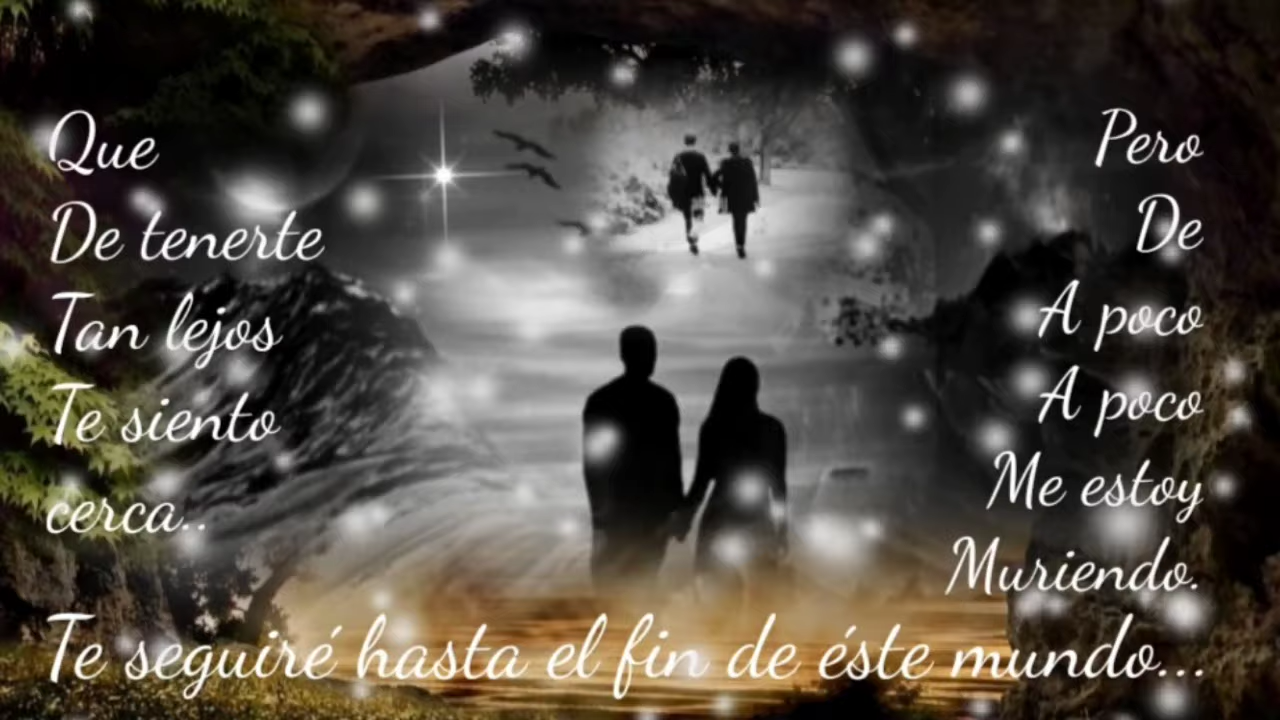 Que
De tenerte
Tan lejos
Te siento
cerca..
Pero
De
A poco
A poco
Me estoy
Muriendo.
Te seguiré hasta el fin de éste mundo...